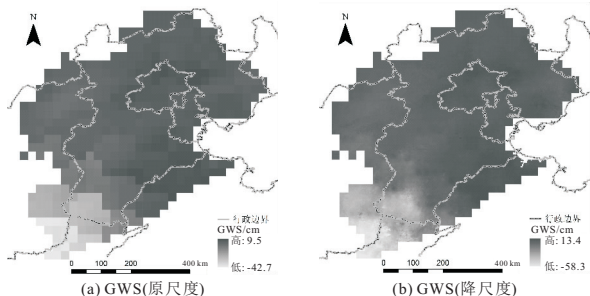 N
行政边界
GWS/cm
高: 9.5
低: -42.7
0 100 200 400 km
(a) GWS(原尺度)
N
行政边界
GWS/cm
高: 13.4
低: -58.3
0 100 200 400 km
(b) GWS(降尺度)